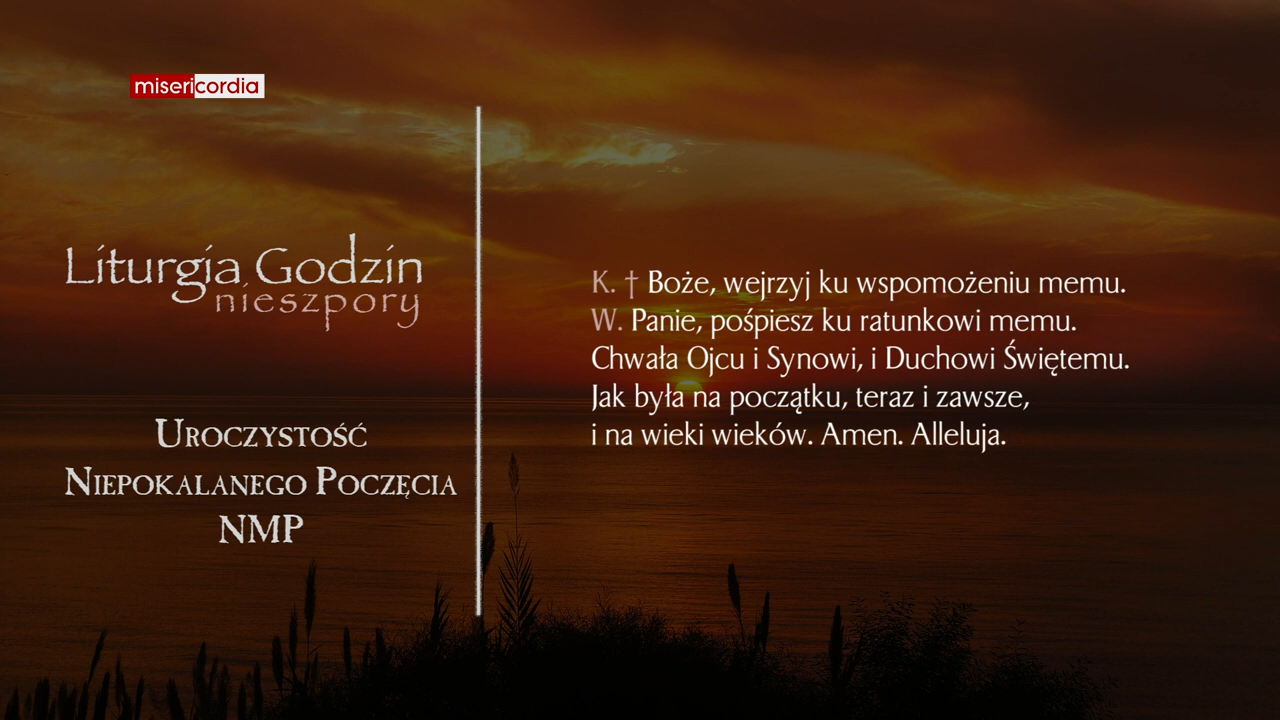 misericordia
Liturgia Godzin
nieszpory
Uroczystość
Niepokalanego Poczęcia
NMP
K. † Boże, wejrzyj ku wspomożeniu memu.
W. Panie, pośpiesz ku ratunkowi memu.
Chwała Ojcu i Synowi, i Duchowi Świętemu.
Jak była na początku, teraz i zawsze,
i na wieki wieków. Amen. Alleluja.